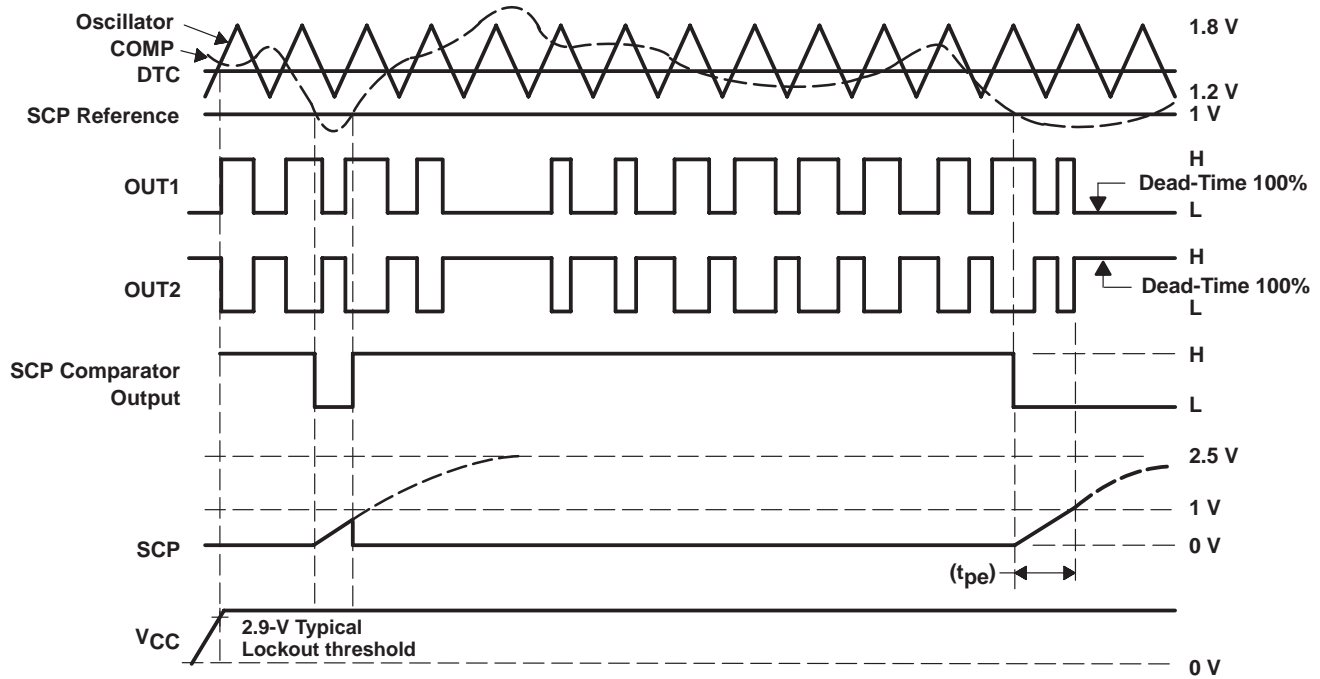 Oscillator
COMP
DTC
SCP Reference
1.8 V
1.2 V
1 V
OUT1
H
Dead-Time 100%
L
OUT2
H
Dead-Time 100%
L
SCP Comparator
Output
H
L
2.5 V
1 V
SCP
0 V
(tpe)
VCC
2.9-V Typical
Lockout threshold
0 V